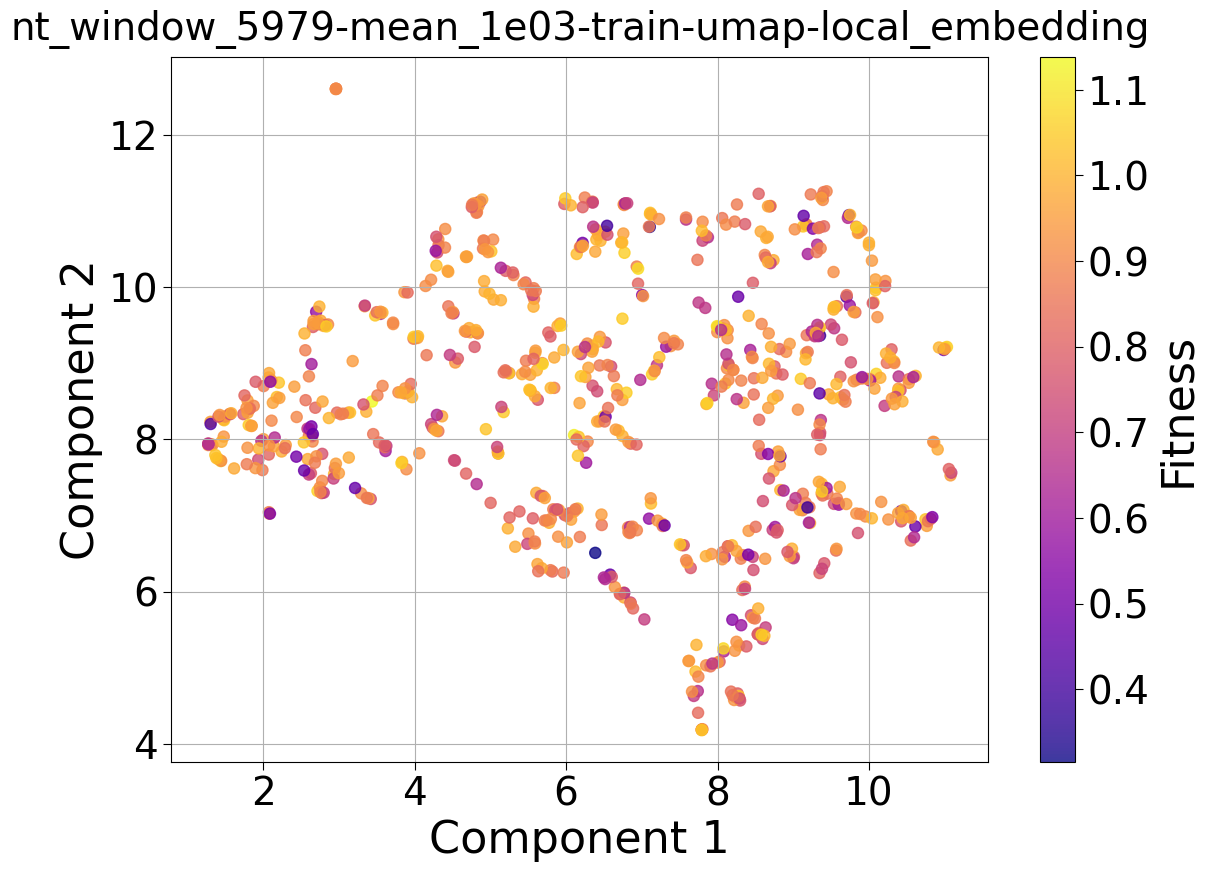 nt_window_5979-mean_1e03-train-umap-local_embedding
12
10
8
6
4
2 4 6 8 10
Component 1
Component 2
1.1
1.0
0.9
0.8
0.7
0.6
0.5
0.4
Fitness